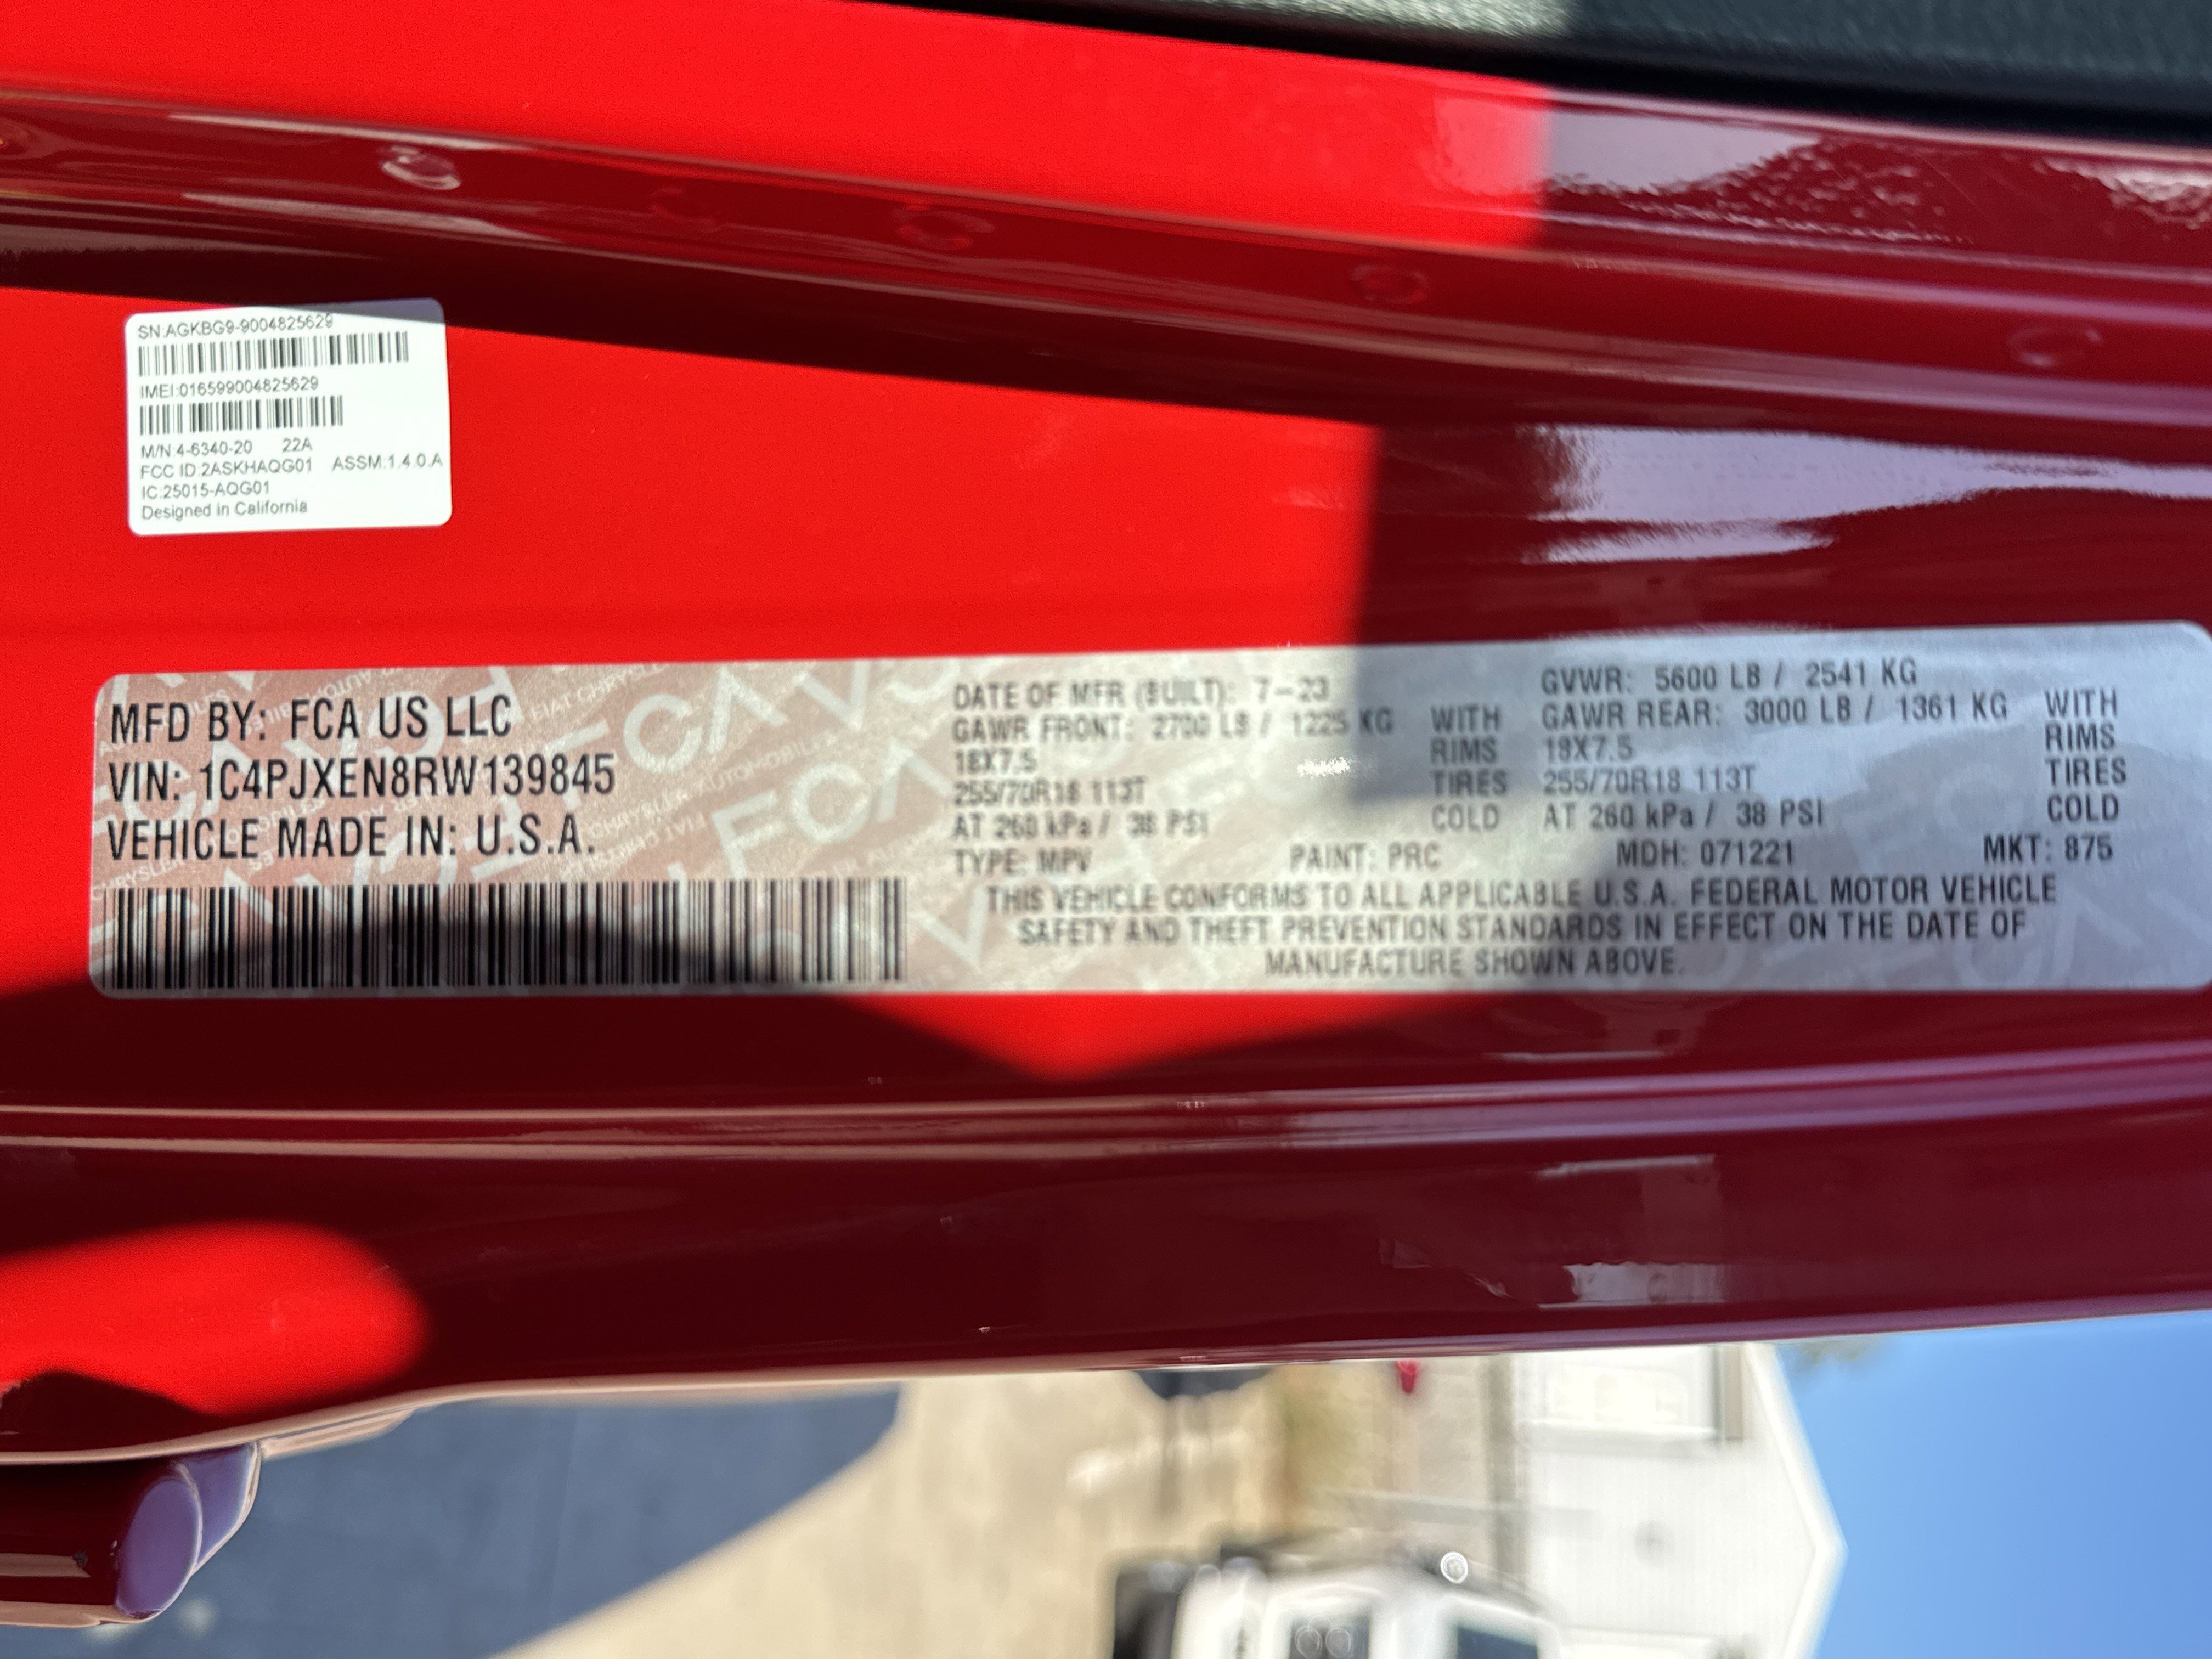 SN:AGKBG9-9004825629
IMEI:016599004825629
M/N:4-6340-20 22A
FCC ID:2ASKHAQG01 ASSM:1.4.0.A
IC:25015-AQG01
Designed in California
MFD BY: FCA US LLC
VIN: 1C4PJXEN8RW139845
VEHICLE MADE IN: U.S.A.
DATE OF MFR (BUILT): 7-23 GVWR: 5600 LB / 2541 KG
GAWR FRONT: 2700 LB / 1225 KG WITH GAWR REAR: 3000 LB / 1361 KG WITH
18X7.5 RIMS 18X7.5 RIMS
255/70R18 113T TIRES 255/70R18 113T TIRES
AT 260 kPa / 38 PSI COLD AT 260 kPa / 38 PSI COLD
TYPE: MPV PAINT: PRC MDH: 071221 MKT: 875
THIS VEHICLE CONFORMS TO ALL APPLICABLE U.S.A. FEDERAL MOTOR VEHICLE
SAFETY AND THEFT PREVENTION STANDARDS IN EFFECT ON THE DATE OF
MANUFACTURE SHOWN ABOVE.